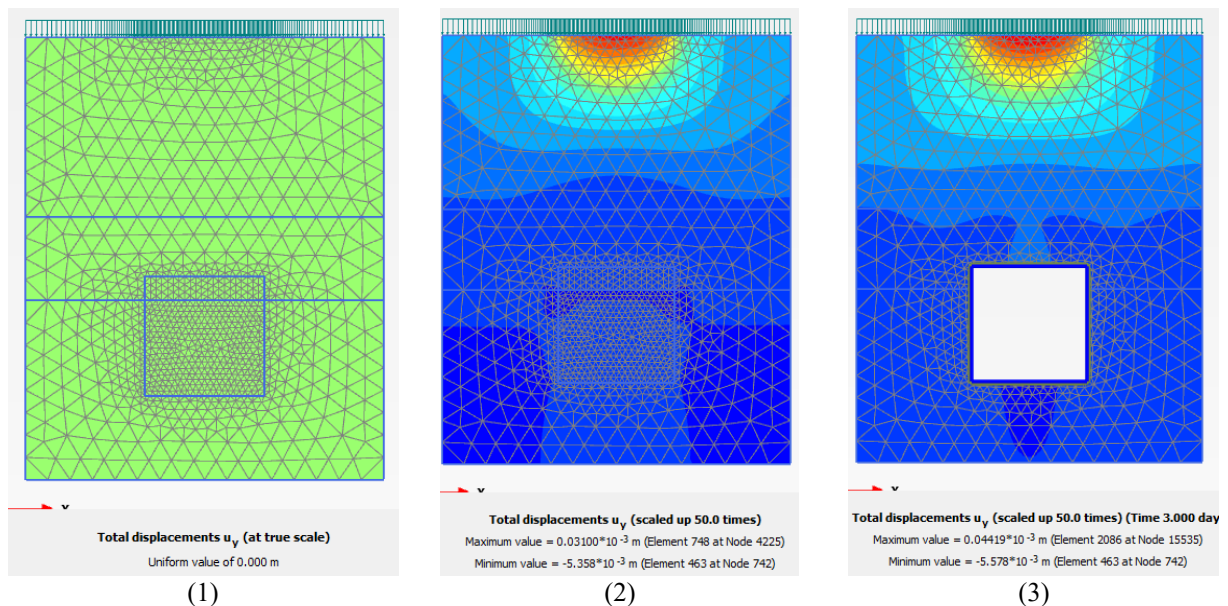 Total displacements u_y (at true scale)
Uniform value of 0.000 m
Total displacements u_y (scaled up 50.0 times)
Maximum value = 0.03100*10 -3 m (Element 748 at Node 4225)
Minimum value = -5.358*10 -3 m (Element 463 at Node 742)
Total displacements u_y (scaled up 50.0 times) (Time 3.000 day
Maximum value = 0.04419*10 -3 m (Element 2086 at Node 15535)
Minimum value = -5.578*10 -3 m (Element 463 at Node 742)
(1)
(2)
(3)